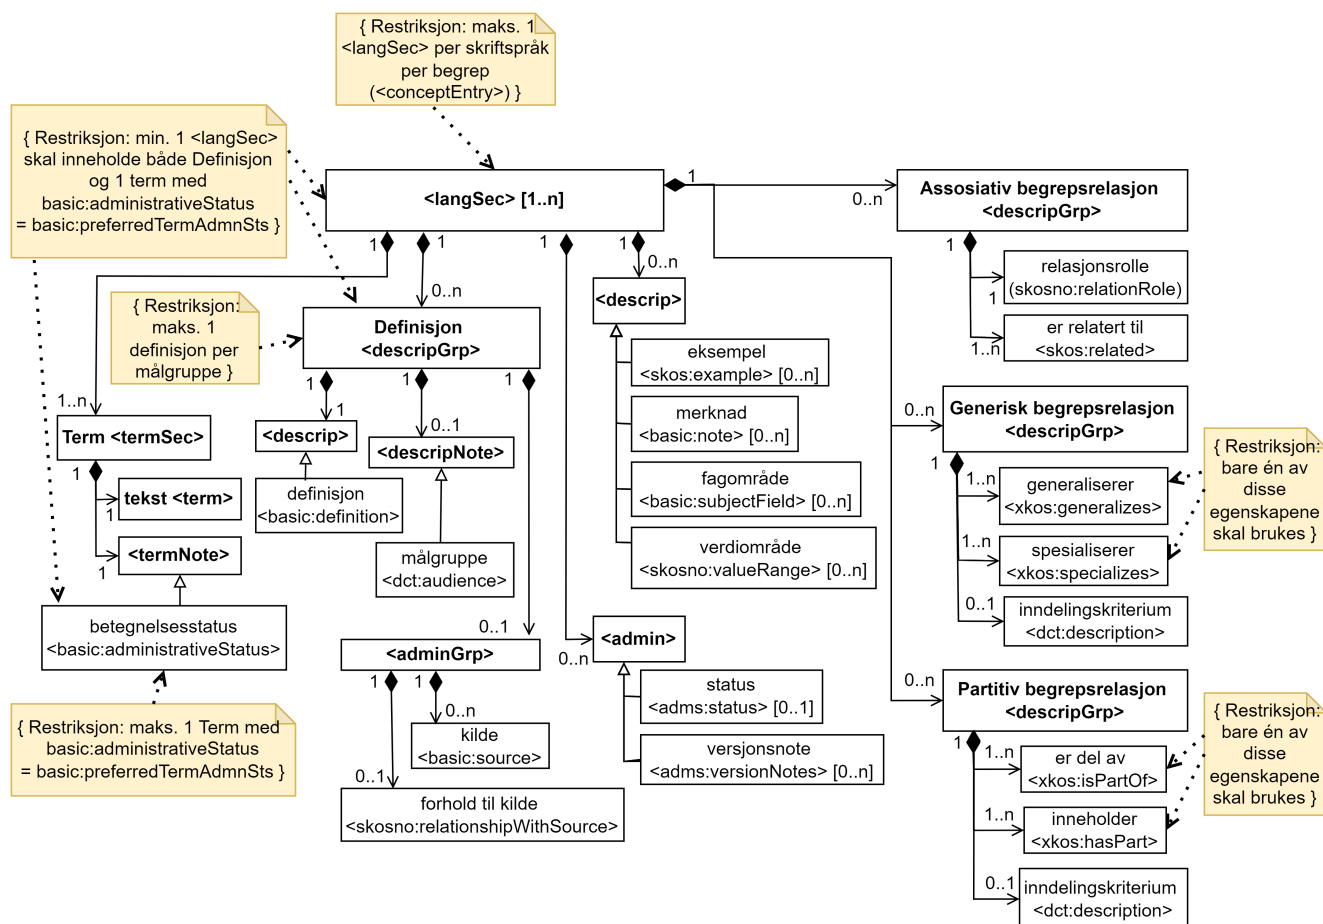 { Restriksjon: maks. 1
<langSec> per skriftspråk
per begrep
(<conceptEntry>) }
{ Restriksjon: min. 1 <langSec>
skal inneholde både Definisjon
og 1 term med
basic:administrativeStatus
= basic:preferredTermAdmnSts }
<langSec> [1..n]
1
1
1
1
1
0..n
Assosiativ begrepsrelasjon
<descripGrp>
1
1
relasjonsrolle
(skosno:relationRole)
1..n
er relatert til
<skos:related>
{ Restriksjon:
maks. 1
definisjon per
målgruppe }
0..n
Definisjon
<descripGrp>
1
1
1
0..n
<descrip>
eksempel
<skos:example> [0..n]
merknad
<basic:note> [0..n]
fagområde
<basic:subjectField> [0..n]
verdiområde
<skosno:valueRange> [0..n]
1..n
Term <termSec>
1
1
tekst <term>
1
<termNote>
betegnelsesstatus
<basic:administrativeStatus>
{ Restriksjon: maks. 1 Term med
basic:administrativeStatus
= basic:preferredTermAdmnSts }
1
<descrip>
definisjon
<basic:definition>
0..1
<descripNote>
målgruppe
<dct:audience>
0..1
<adminGrp>
1
1
0..n
kilde
<basic:source>
0..1
forhold til kilde
<skosno:relationshipWithSource>
0..n
<admin>
status
<adms:status> [0..1]
versjonsnote
<adms:versionNotes> [0..n]
0..n
Generisk begrepsrelasjon
<descripGrp>
1
1..n
generaliserer
<xkos:generalizes>
1..n
spesialiserer
<xkos:specializes>
0..1
inndelingskriterium
<dct:description>
{ Restriksjon:
bare én av
disse
egenskapene
skal brukes }
0..n
Partitiv begrepsrelasjon
<descripGrp>
1
1..n
er del av
<xkos:isPartOf>
1..n
inneholder
<xkos:hasPart>
0..1
inndelingskriterium
<dct:description>
{ Restriksjon:
bare én av
disse
egenskapene
skal brukes }